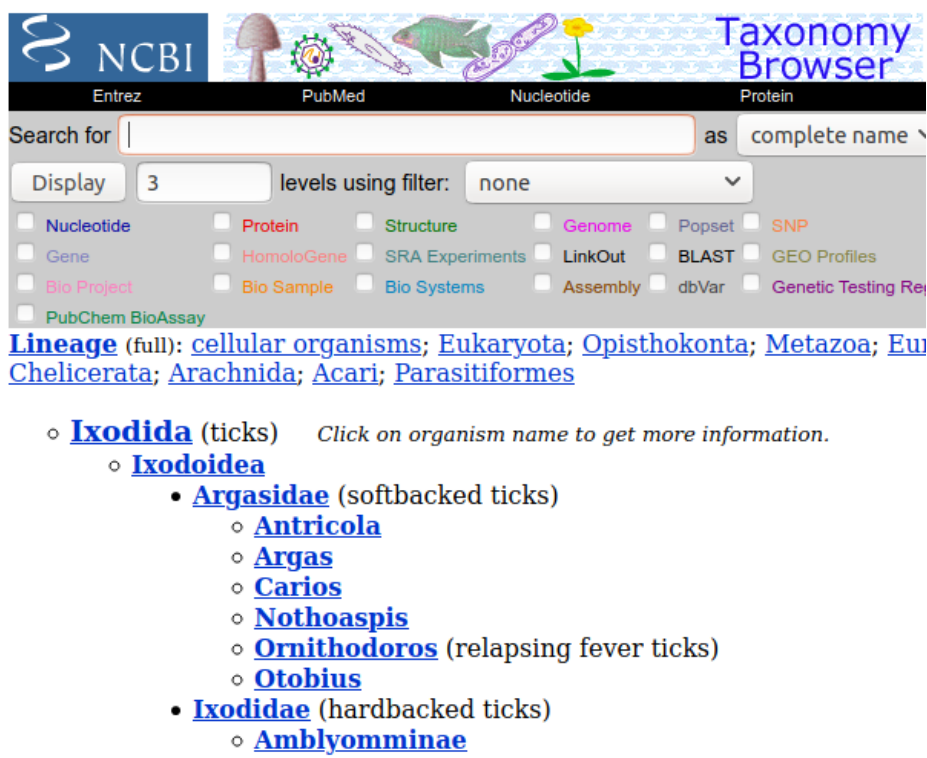 NCBI
Taxonomy
Browser
Entrez PubMed Nucleotide Protein
Search for as complete name
Display 3 levels using filter: none
Nucleotide Protein Structure Genome Popset SNP
Gene HomoloGene SRA Experiments LinkOut BLAST GEO Profiles
Bio Project Bio Sample Bio Systems Assembly dbVar Genetic Testing Reg
PubChem BioAssay
Lineage (full): cellular organisms; Eukaryota; Opisthokonta; Metazoa;
Chelicerata; Arachnida; Acari; Parasitiformes
Ixodida (ticks) Click on organism name to get more information.
Ixodoidea
Argasidae (softbacked ticks)
Antricola
Argas
Carios
Nothoaspis
Ornithodoros (relapsing fever ticks)
Otobius
Ixodidae (hardbacked ticks)
Amblyomminae